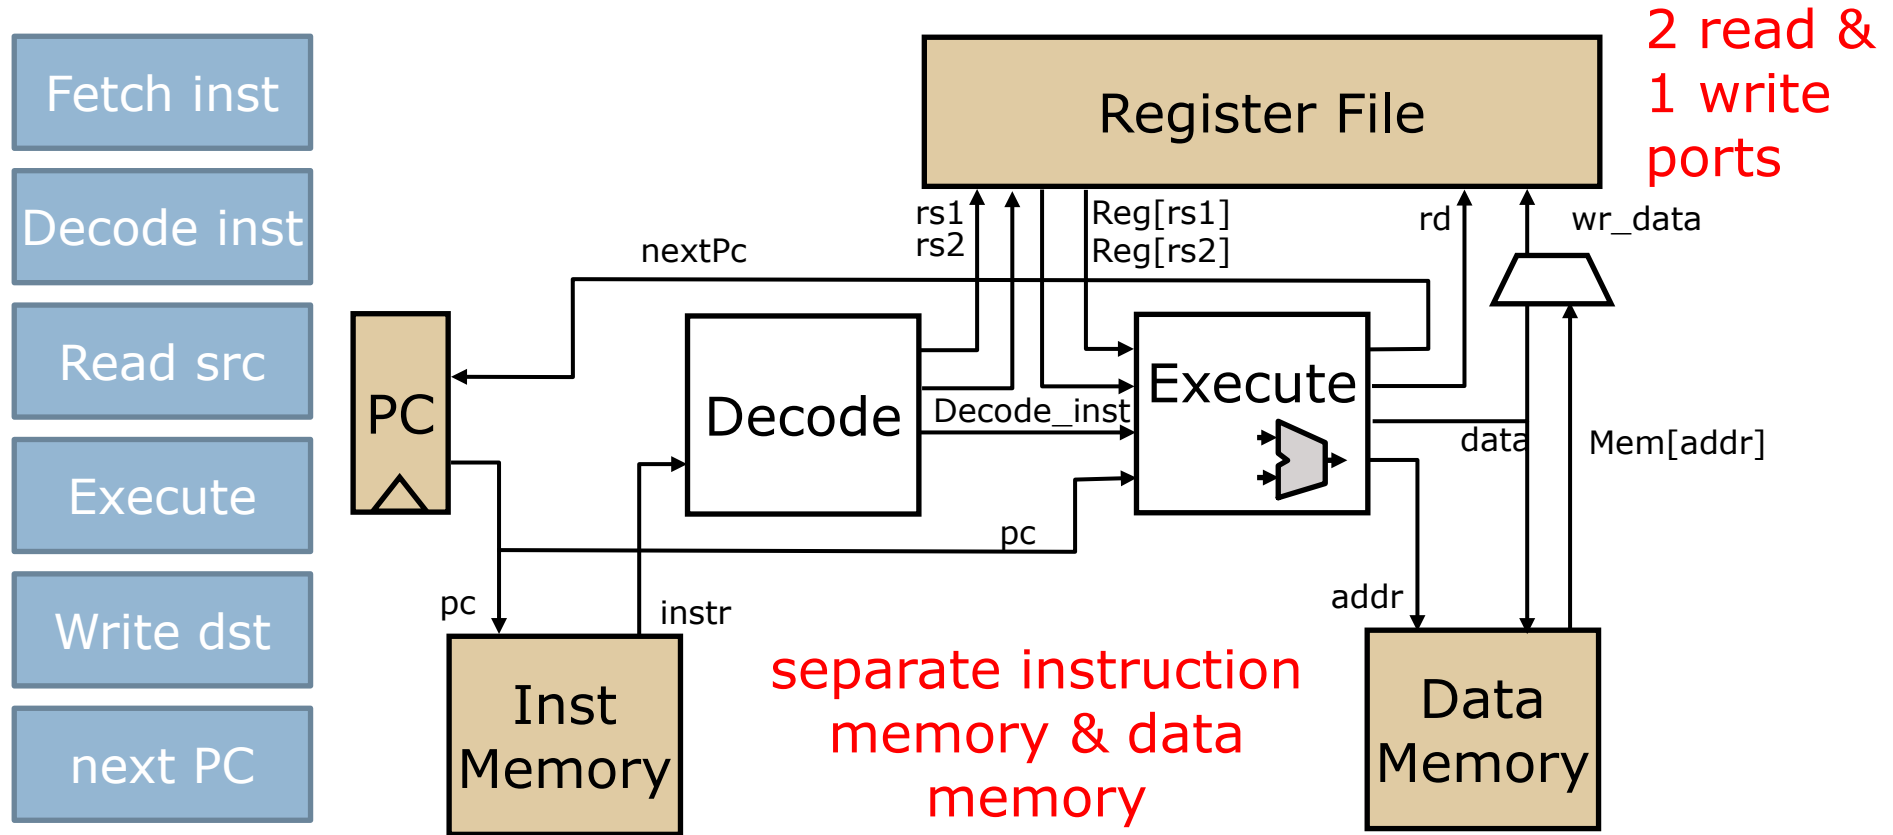 Fetch inst
Decode inst
Read src
Execute
Write dst
next PC
2 read &
1 write
ports
Register File
rs1
rs2
Reg[rs1]
Reg[rs2]
rd
wr_data
nextPc
PC
Decode
Decode_inst
Execute
data
Mem[addr]
pc
pc
instr
addr
Inst
Memory
separate instruction
memory & data
memory
Data
Memory